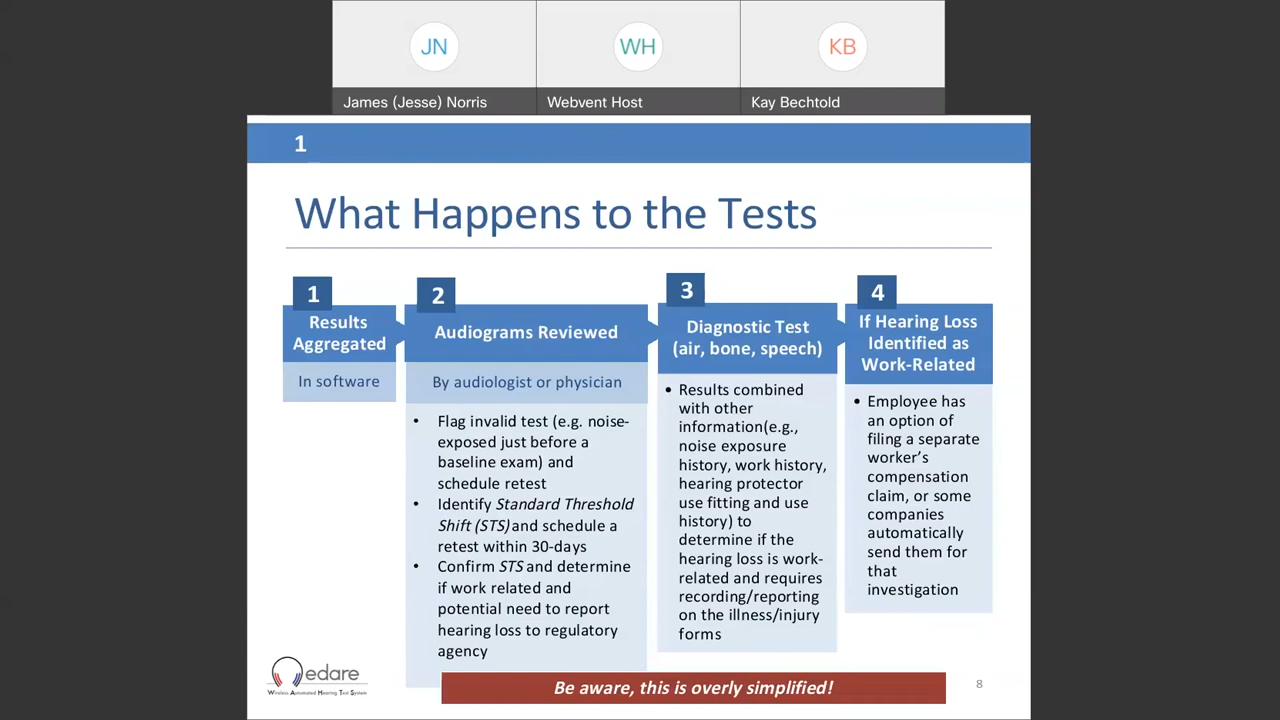 JN
WH
KB
James (Jesse) Norris
Webvent Host
Kay Bechtold
1
What Happens to the Tests
1
Results
Aggregated
In software
2
Audiograms Reviewed
By audiologist or physician
• Flag invalid test (e.g. noise-
exposed just before a
baseline exam) and
schedule retest
• Identify Standard Threshold
Shift (STS) and schedule a
retest within 30-days
• Confirm STS and determine
if work related and
potential need to report
hearing loss to regulatory
agency
3
Diagnostic Test
(air, bone, speech)
• Results combined
with other
information(e.g.,
noise exposure
history, work history,
hearing protector
use fitting and use
history) to
determine if the
hearing loss is work-
related and requires
recording/reporting
on the illness/injury
forms
4
If Hearing Loss
Identified as
Work-Related
• Employee has
an option of
filing a separate
worker's
compensation
claim, or some
companies
automatically
send them for
that
investigation
edare
Wireless Automated Hearing Test System
Be aware, this is overly simplified!
8